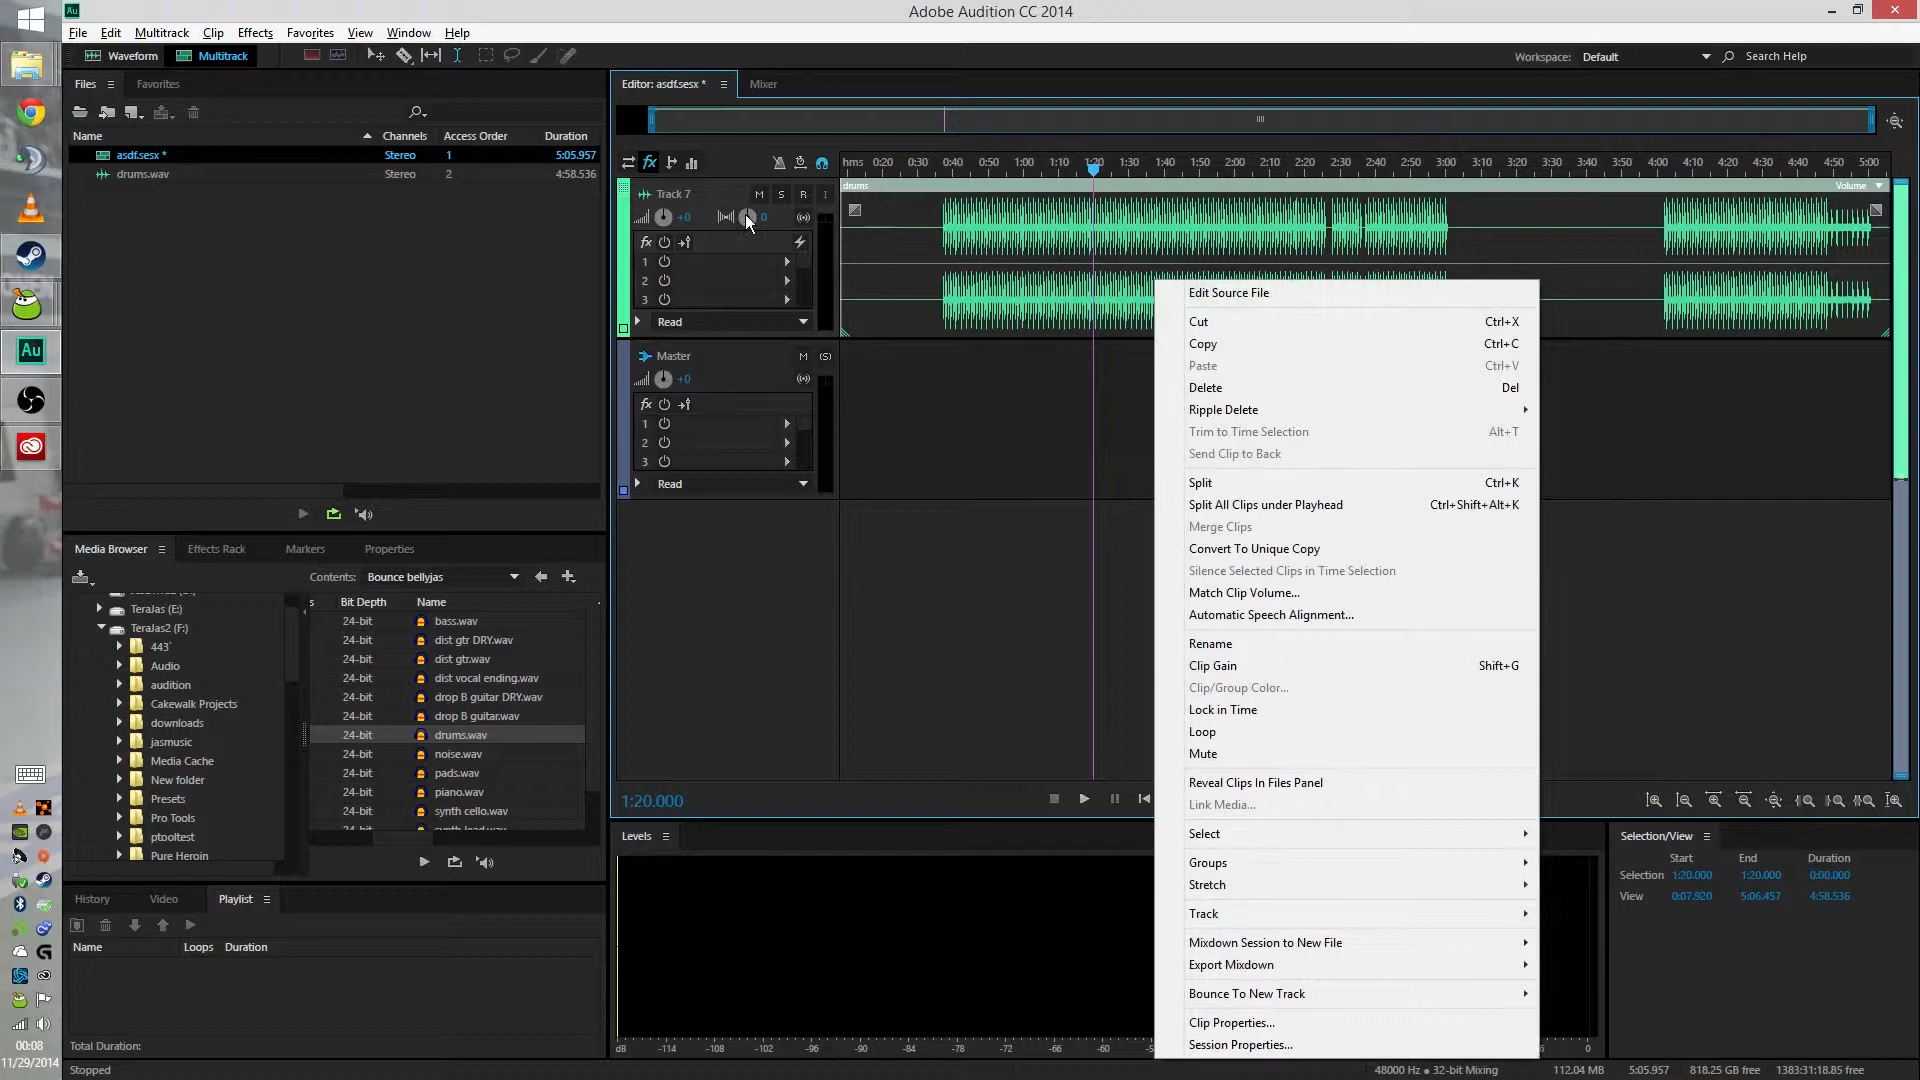 Adobe Audition CC 2014
File Edit Multitrack Clip Effects Favorites View Window Help
Waveform Multitrack
Workspace: Default Search Help
Files Favorites
Name Channels Access Order Duration
asdf.sesx * Stereo 1 5:05.957
drums.wav Stereo 2 4:58.536
Editor: asdf.sesx * Mixer
fx hms 0:20 0:30 0:40 0:50 1:00 1:10 1:20 1:30 1:40 1:50 2:00 2:10 2:20 2:30 2:40 2:50 3:00 3:10 3:20 3:30 3:40 3:50 4:00 4:10 4:20 4:30 4:40 4:50 5:00
drums Volume
Track 7 M S R I
+0 0
fx
1
2
3
Read
Master M (S)
+0
fx
1
2
3
Read
1:20.000
Edit Source File
Cut Ctrl+X
Copy Ctrl+C
Paste Ctrl+V
Delete Del
Ripple Delete
Trim to Time Selection Alt+T
Send Clip to Back
Split Ctrl+K
Split All Clips under Playhead Ctrl+Shift+Alt+K
Merge Clips
Convert To Unique Copy
Silence Selected Clips in Time Selection
Match Clip Volume...
Automatic Speech Alignment...
Rename
Clip Gain Shift+G
Clip/Group Color...
Lock in Time
Loop
Mute
Reveal Clips In Files Panel
Link Media...
Select
Groups
Stretch
Track
Mixdown Session to New File
Export Mixdown
Bounce To New Track
Clip Properties...
Session Properties...
Media Browser Effects Rack Markers Properties
Contents: Bounce bellyjas
s Bit Depth Name
TeraJas (E:)
TeraJas2 (F:)
443`
Audio
audition
Cakewalk Projects
downloads
jasmusic
Media Cache
New folder
Presets
Pro Tools
ptooltest
Pure Heroin
24-bit bass.wav
24-bit dist gtr DRY.wav
24-bit dist gtr.wav
24-bit dist vocal ending.wav
24-bit drop B guitar DRY.wav
24-bit drop B guitar.wav
24-bit drums.wav
24-bit noise.wav
24-bit pads.wav
24-bit piano.wav
24-bit synth cello.wav
24-bit synth lead.wav
History Video Playlist
Name Loops Duration
Total Duration:
Levels
dB -114 -108 -102 -96 -90 -84 -78 -72 -66 -60 0
Selection/View
Start End Duration
Selection 1:20.000 1:20.000 0:00.000
View 0:07.920 5:06.457 4:58.536
Stopped
48000 Hz ● 32-bit Mixing 112.04 MB 5:05.957 818.25 GB free 1383:31:18.85 free
Au
Au
00:08
11/29/2014